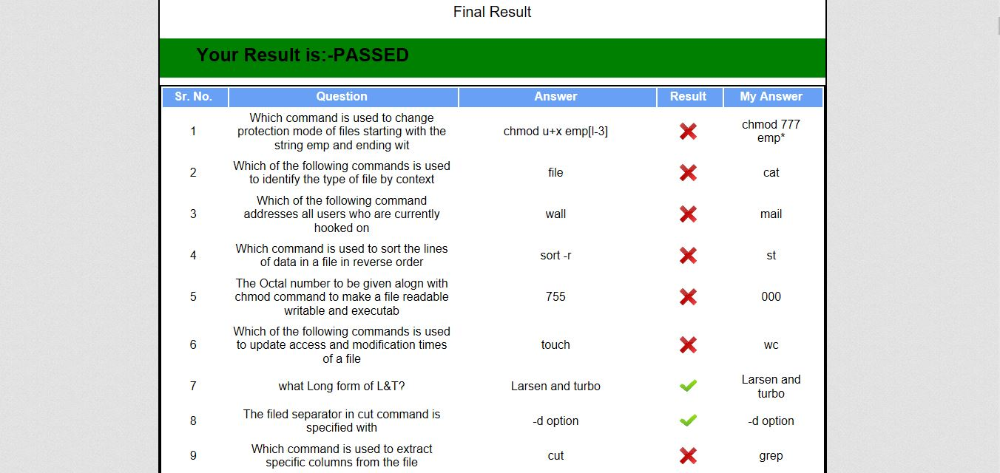 Final Result
Your Result is:-PASSED
Sr. No. Question Answer Result My Answer
Which command is used to change
1 protection mode of files starting with the chmod u+x emp[l-3] chmod 777
string emp and ending wit emp*
Which of the following commands is used
2 to identify the type of file by context file cat
Which of the following command
3 addresses all users who are currently wall mail
hooked on
Which command is used to sort the lines
4 of data in a file in reverse order sort -r st
The Octal number to be given alogn with
5 chmod command to make a file readable 755 000
writable and executab
Which of the following commands is used
6 to update access and modification times touch wc
of a file
7 what Long form of L&T? Larsen and turbo Larsen and
turbo
The filed separator in cut command is
8 specified with -d option -d option
Which command is used to extract
9 specific columns from the file cut grep